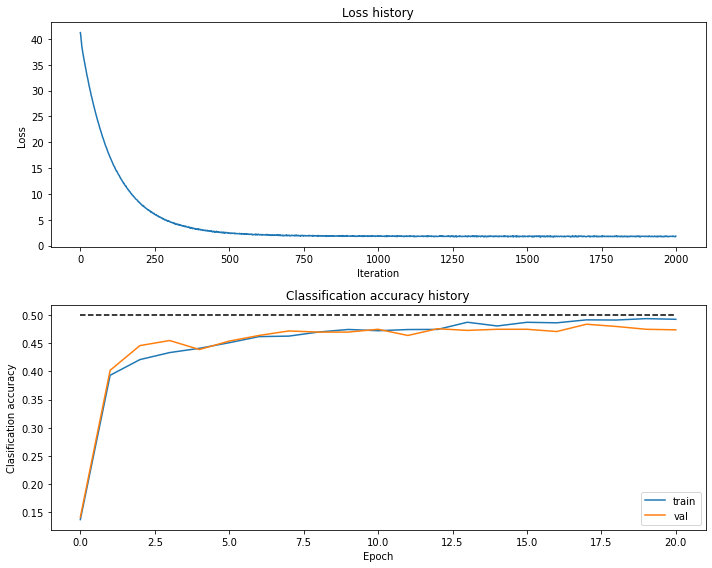 Loss history
40
35
30
25
20
15
10
5
0
Loss
0 250 500 750 1000 1250 1500 1750 2000
Iteration
Classification accuracy history
0.50
0.45
0.40
0.35
0.30
0.25
0.20
0.15
Clasification accuracy
train
val
0.0 2.5 5.0 7.5 10.0 12.5 15.0 17.5 20.0
Epoch